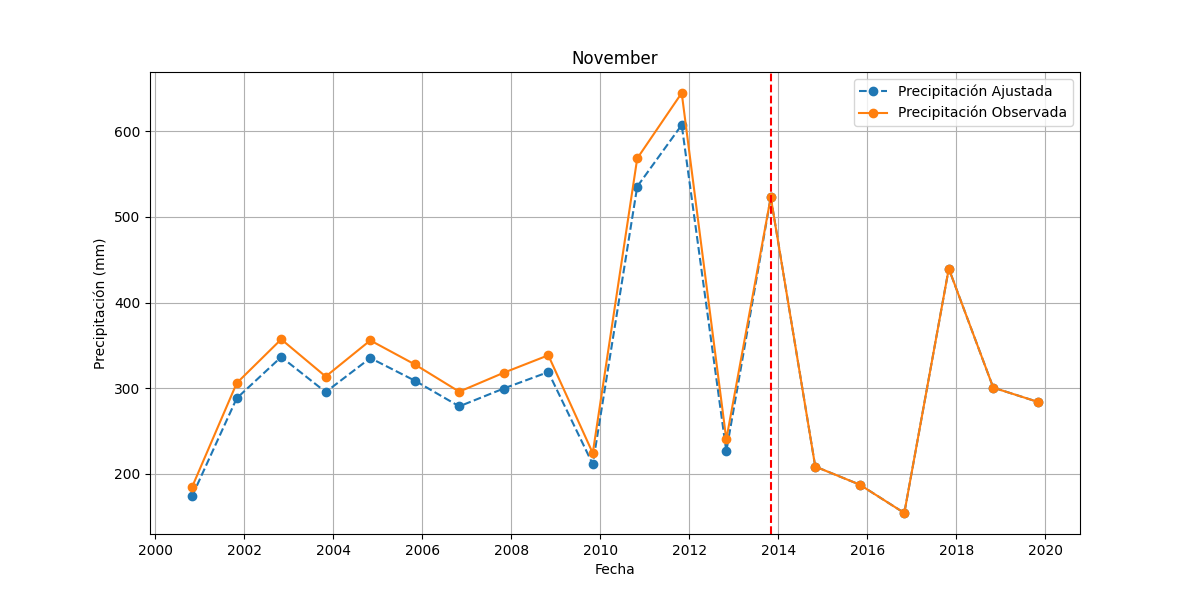 November
Precipitación Ajustada
Precipitación Observada
Precipitación (mm)
600
500
400
300
200
2000 2002 2004 2006 2008 2010 2012 2014 2016 2018 2020
Fecha